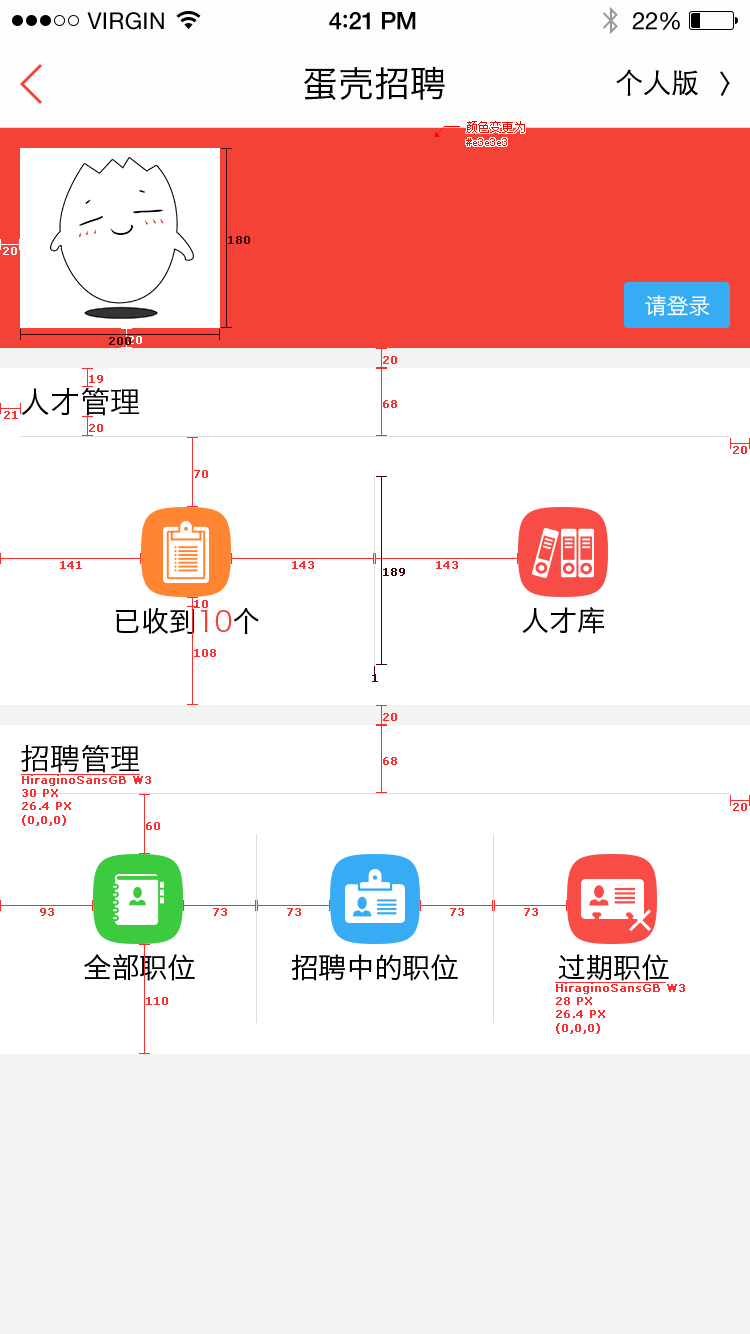 VIRGIN 4:21 PM 22%
蛋壳招聘 个人版
颜色变更为
#e3e3e3
180
20
请登录
20
200
20
19
68
人才管理
21
20
20
70
141
143
143
189
10
已收到10个
人才库
108
1
20
招聘管理
68
HiraginoSansGB W3
30 PX
26.4 PX
(0,0,0)
20
60
93
73
73
73
73
全部职位
招聘中的职位
过期职位
HiraginoSansGB W3
28 PX
26.4 PX
(0,0,0)
110